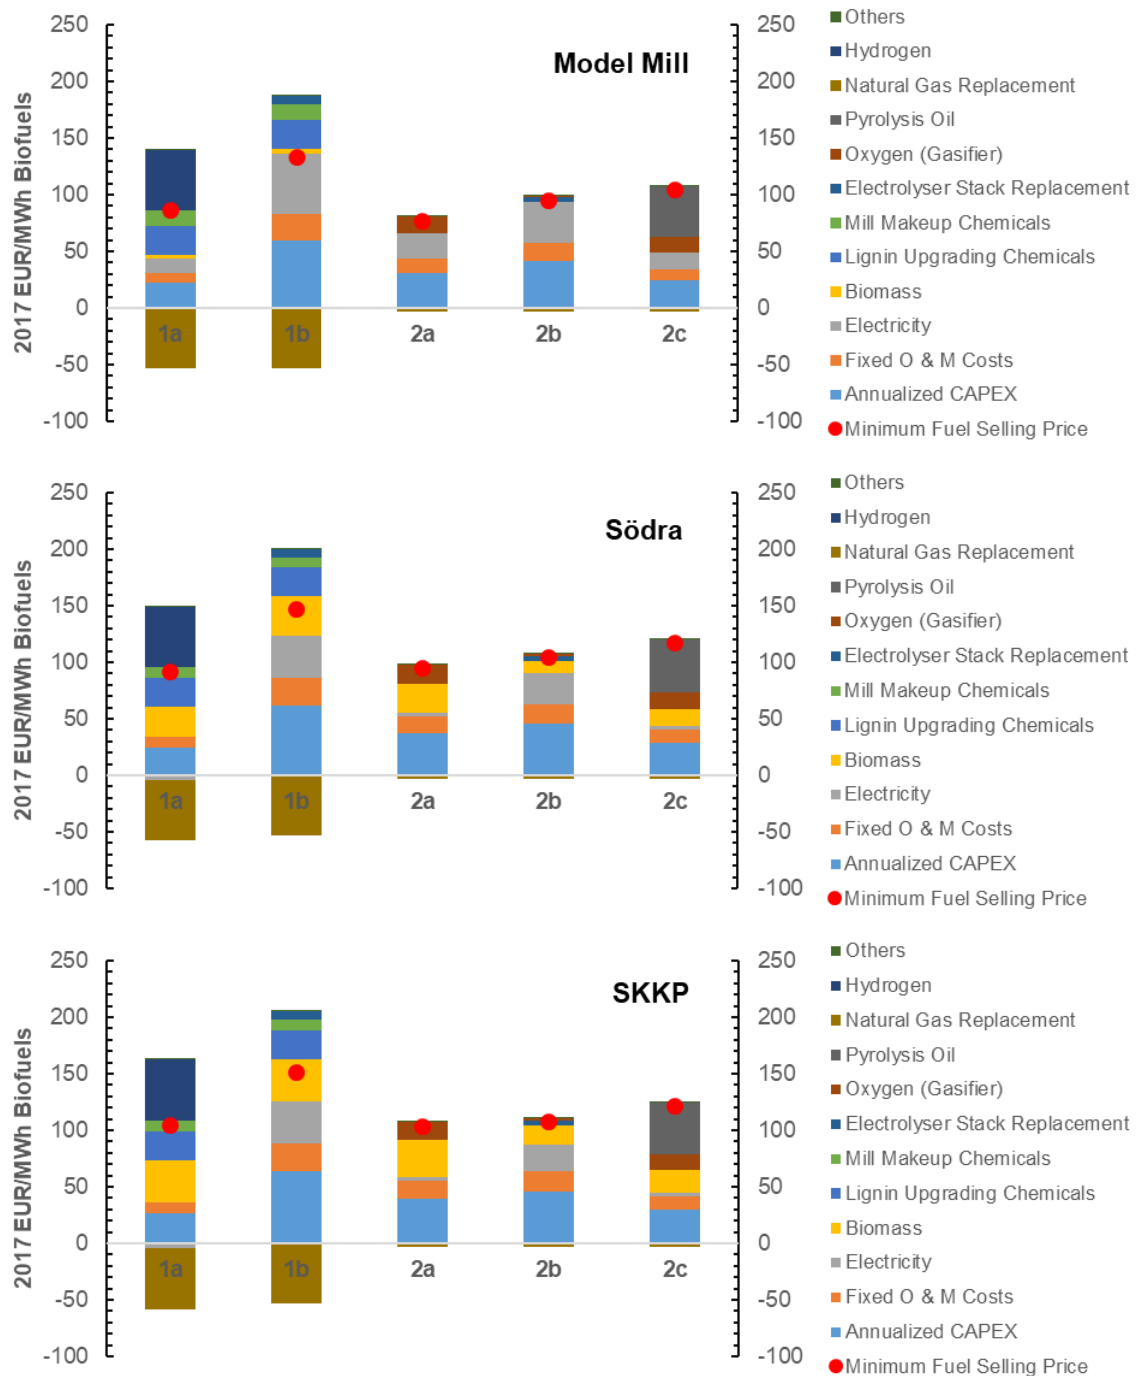 Model Mill
2017 EUR/MWh Biofuels
250
200
150
100
50
0
-50
-100
1a
1b
2a
2b
2c
250
200
150
100
50
0
-50
-100
Others
Hydrogen
Natural Gas Replacement
Pyrolysis Oil
Oxygen (Gasifier)
Electrolyser Stack Replacement
Mill Makeup Chemicals
Lignin Upgrading Chemicals
Biomass
Electricity
Fixed O & M Costs
Annualized CAPEX
Minimum Fuel Selling Price
Södra
2017 EUR/MWh Biofuels
250
200
150
100
50
0
-50
-100
1a
1b
2a
2b
2c
250
200
150
100
50
0
-50
-100
Others
Hydrogen
Natural Gas Replacement
Pyrolysis Oil
Oxygen (Gasifier)
Electrolyser Stack Replacement
Mill Makeup Chemicals
Lignin Upgrading Chemicals
Biomass
Electricity
Fixed O & M Costs
Annualized CAPEX
Minimum Fuel Selling Price
SKKP
2017 EUR/MWh Biofuels
250
200
150
100
50
0
-50
-100
1a
1b
2a
2b
2c
250
200
150
100
50
0
-50
-100
Others
Hydrogen
Natural Gas Replacement
Pyrolysis Oil
Oxygen (Gasifier)
Electrolyser Stack Replacement
Mill Makeup Chemicals
Lignin Upgrading Chemicals
Biomass
Electricity
Fixed O & M Costs
Annualized CAPEX
Minimum Fuel Selling Price